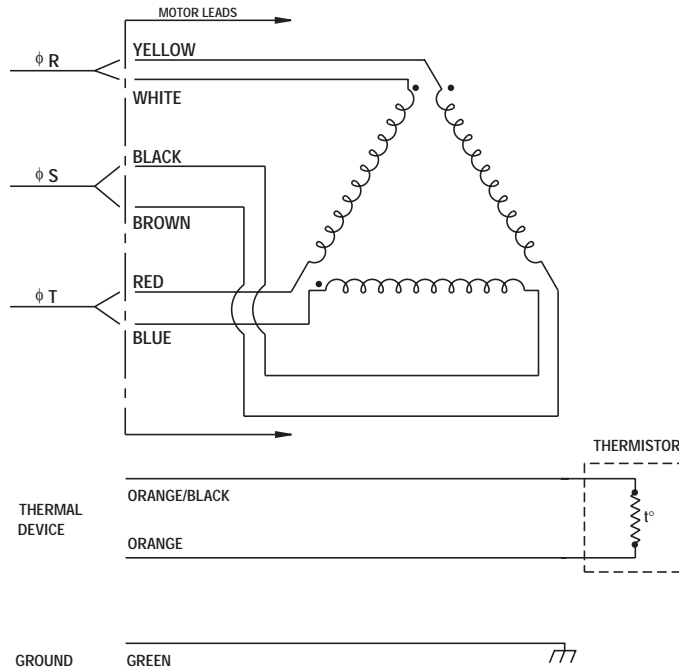 MOTOR LEADS
ϕ R
YELLOW
WHITE
ϕ S
BLACK
BROWN
ϕ T
RED
BLUE
THERMISTOR
THERMAL
DEVICE
ORANGE/BLACK
t°
ORANGE
GROUND
GREEN